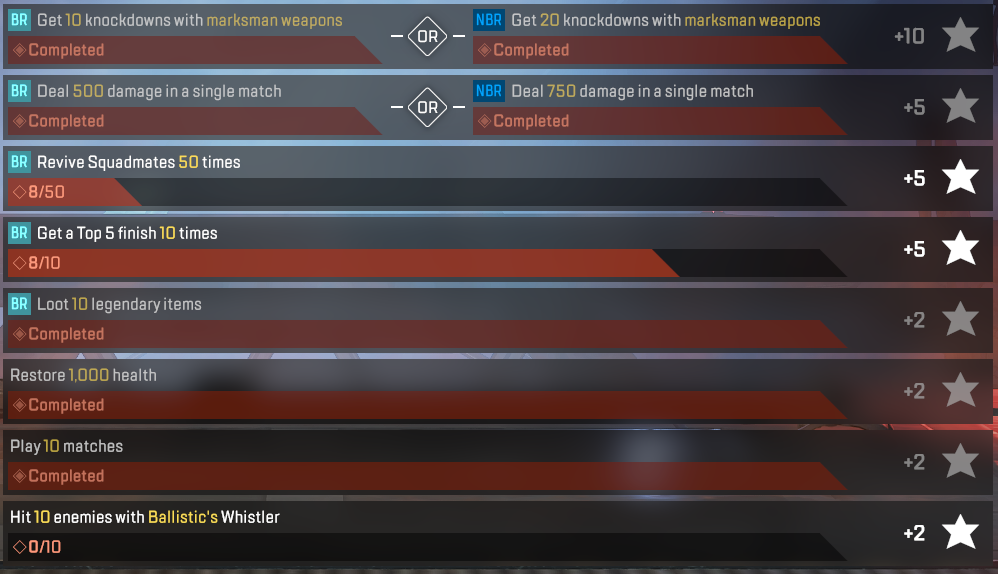 BR Get 10 knockdowns with marksman weapons OR NBR Get 20 knockdowns with marksman weapons +10
Completed Completed
BR Deal 500 damage in a single match OR NBR Deal 750 damage in a single match +5
Completed Completed
BR Revive Squadmates 50 times +5
8/50
BR Get a Top 5 finish 10 times +5
8/10
BR Loot 10 legendary items +2
Completed
Restore 1,000 health +2
Completed
Play 10 matches +2
Completed
Hit 10 enemies with Ballistic's Whistler +2
0/10